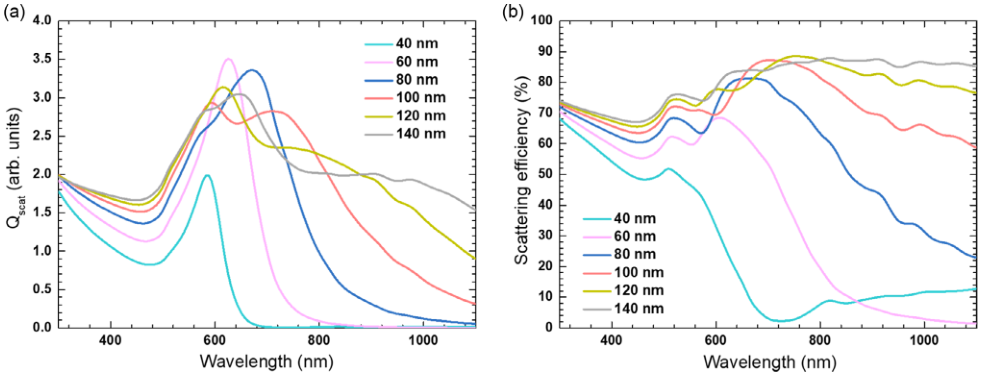 (a)
4.0
3.5
3.0
2.5
2.0
1.5
1.0
0.5
0.0
Qscat (arb. units)
40 nm
60 nm
80 nm
100 nm
120 nm
140 nm
400 600 800 1000
Wavelength (nm)
(b)
100
90
80
70
60
50
40
30
20
10
0
Scattering efficiency (%)
40 nm
60 nm
80 nm
100 nm
120 nm
140 nm
400 600 800 1000
Wavelength (nm)